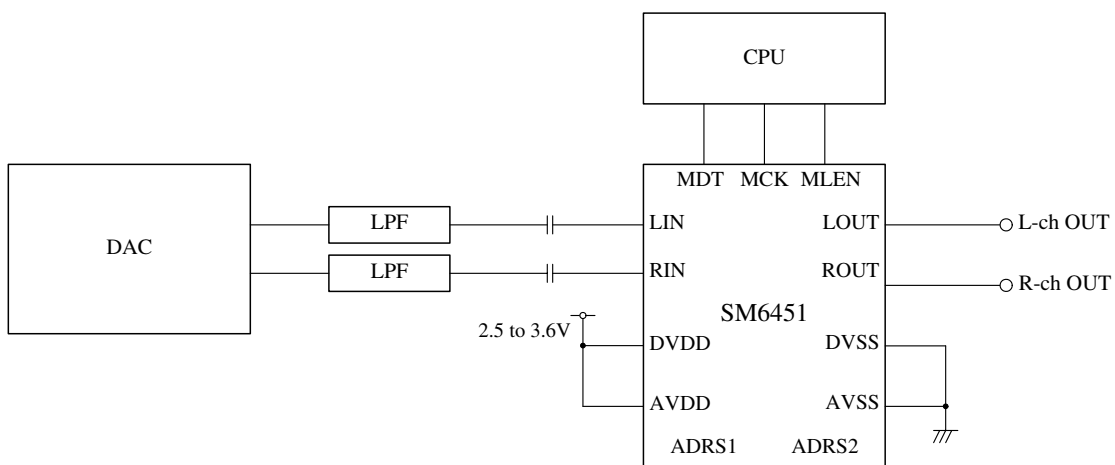 CPU
MDT MCK MLEN
DAC
LPF
LIN
LOUT
L-ch OUT
LPF
RIN
ROUT
R-ch OUT
SM6451
2.5 to 3.6V
DVDD
DVSS
AVDD
AVSS
ADRS1
ADRS2